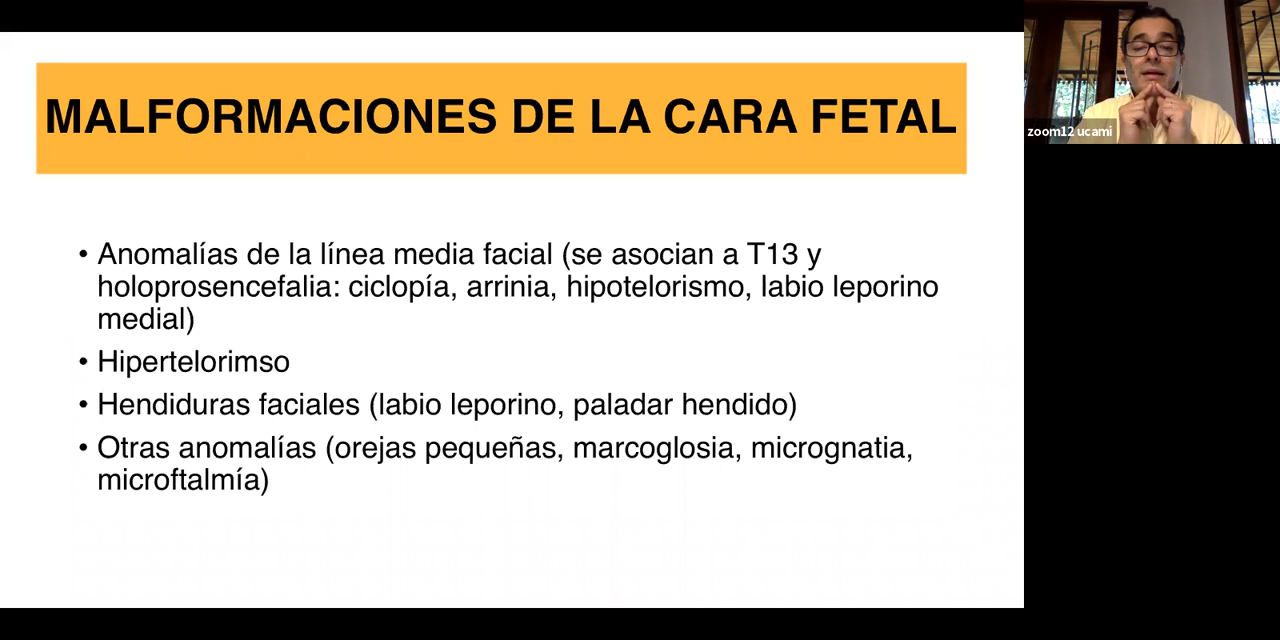 MALFORMACIONES DE LA CARA FETAL
• Anomalías de la línea media facial (se asocian a T13 y
holoprosencefalia: ciclopía, arrinia, hipotelorismo, labio leporino
medial)
• Hipertelorimso
• Hendiduras faciales (labio leporino, paladar hendido)
• Otras anomalías (orejas pequeñas, marcoglosia, micrognatia,
microftalmía)
zoom12 ucami